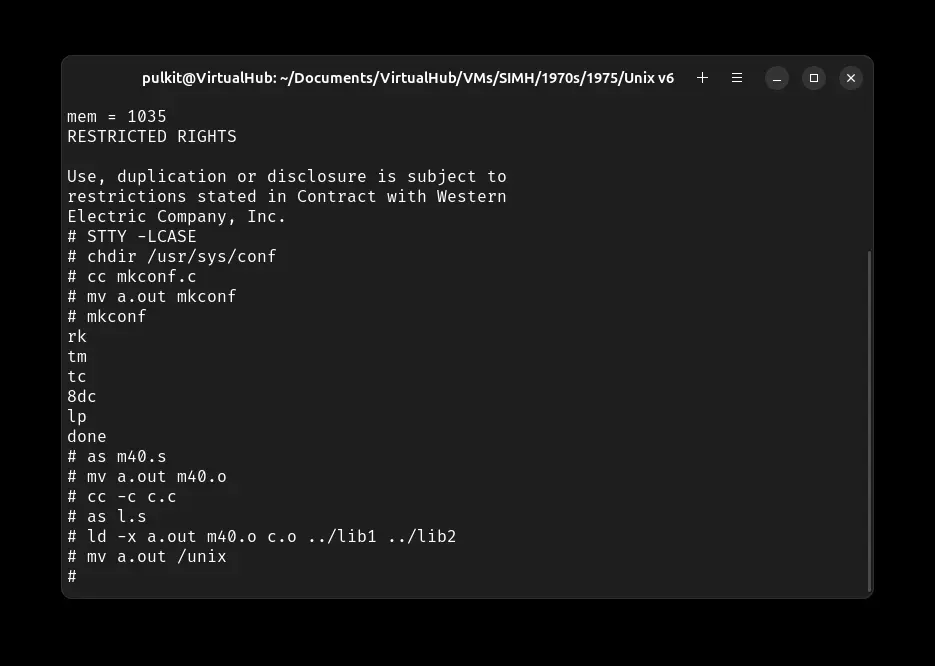 pulkit@VirtualHub: ~/Documents/VirtualHub/VMs/SIMH/1970s/1975/Unix v6
mem = 1035
RESTRICTED RIGHTS
Use, duplication or disclosure is subject to
restrictions stated in Contract with Western
Electric Company, Inc.
# STTY -LCASE
# chdir /usr/sys/conf
# cc mkconf.c
# mv a.out mkconf
# mkconf
rk
tm
tc
8dc
lp
done
# as m40.s
# mv a.out m40.o
# cc -c c.c
# as l.s
# ld -x a.out m40.o c.o ../lib1 ../lib2
# mv a.out /unix
#